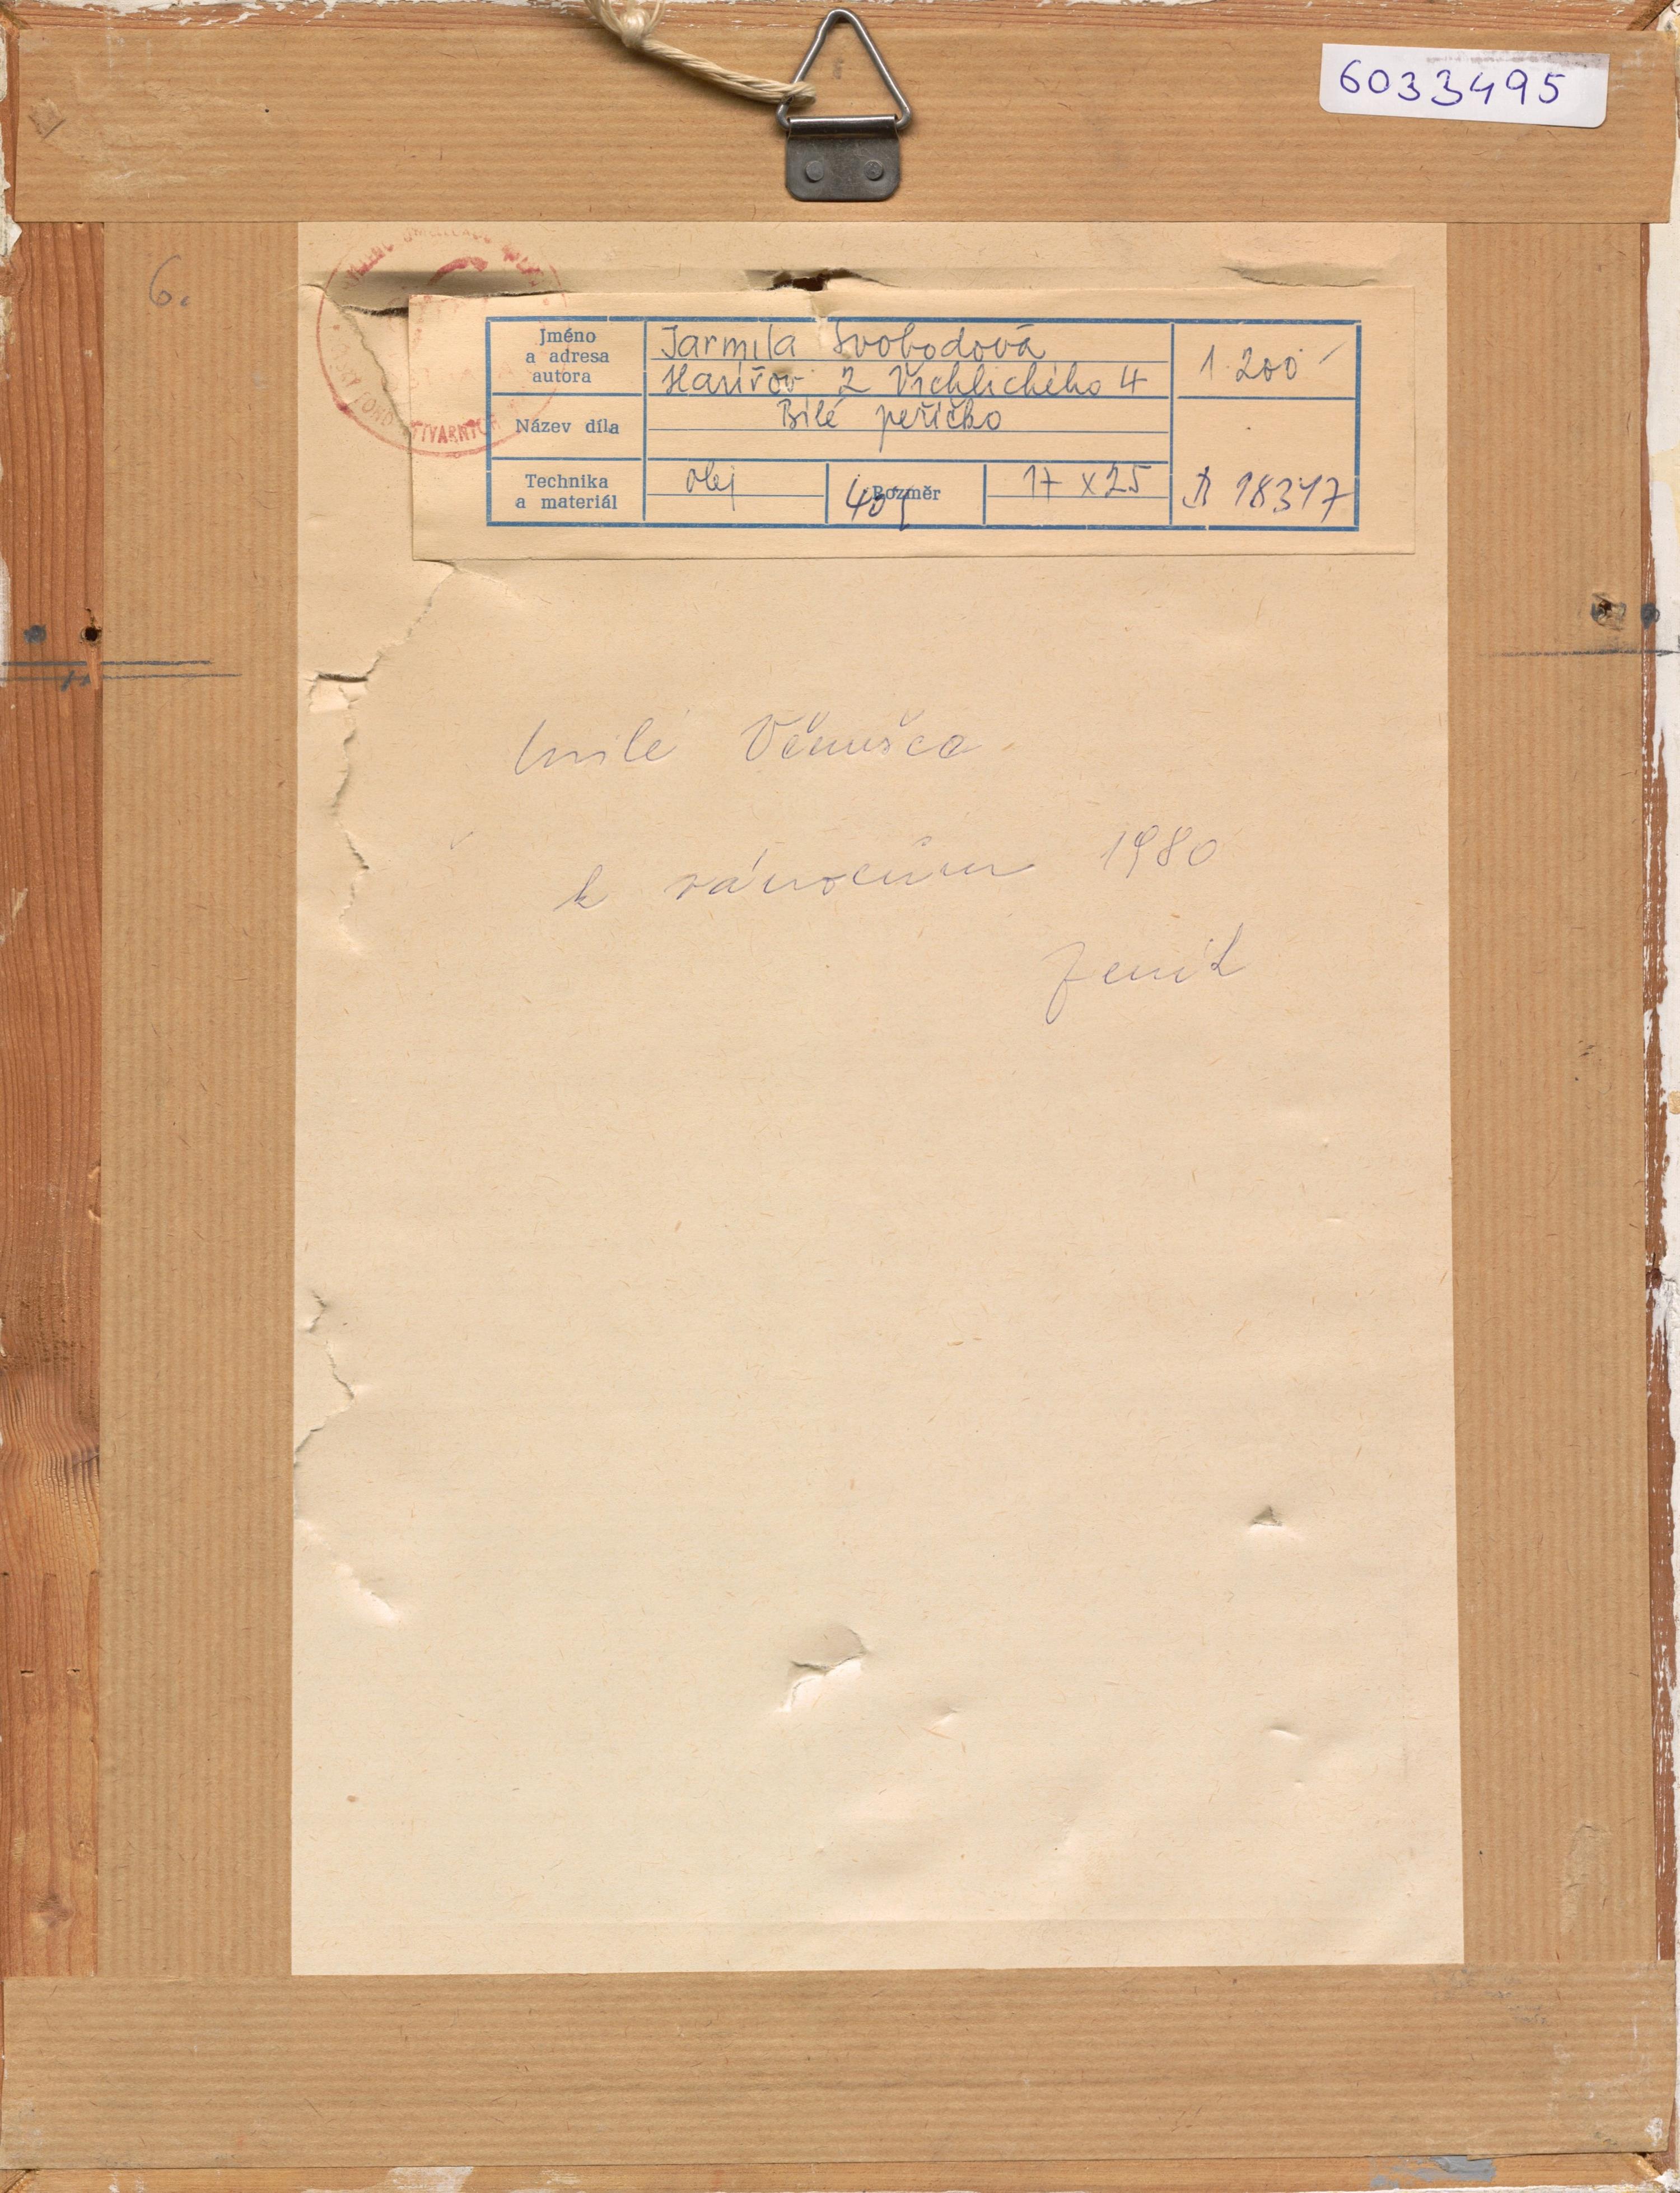 6033495
6.
Jméno
a adresa
autora
Jarmila Svobodová
Havířov 2 Vrchlického 4
1.200
Název díla
Bílé peříčko
Technika
a materiál
olej
Rozměr
17 x 25
18317
milé Věnušce
k vánocům 1980